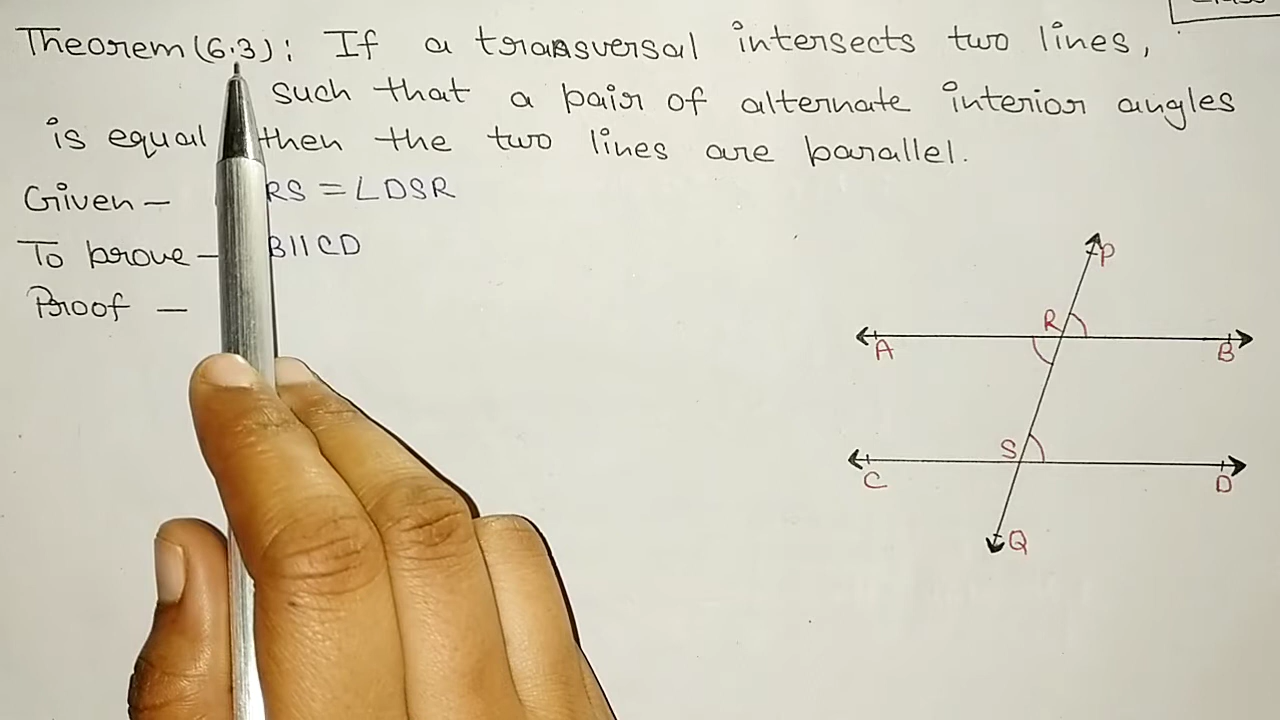 Theorem (6.3) : If a transversal intersects two lines,
such that a pair of alternate interior angles
is equal then the two lines are parallel.
Given – RS = ∠DSR
To prove – B || CD
Proof –
P
R
A
B
S
C
D
Q